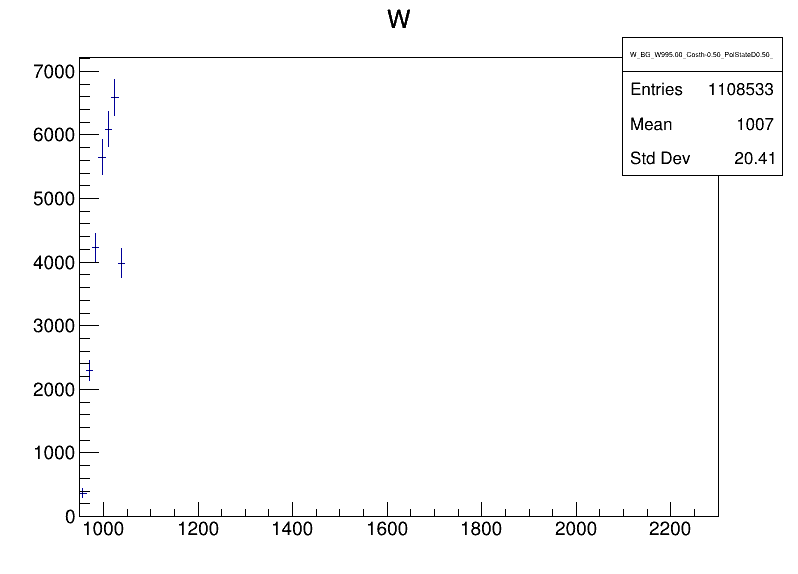 W
W_BG_W995.00_Costh-0.50_PolStateD0.50_
Entries 1108533
Mean 1007
Std Dev 20.41
7000
6000
5000
4000
3000
2000
1000
0
1000 1200 1400 1600 1800 2000 2200